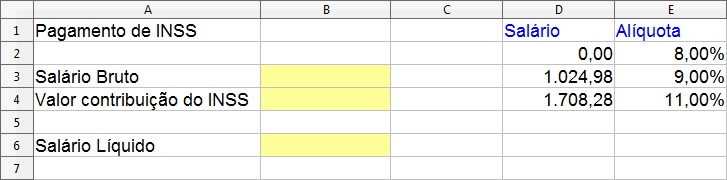 A B C D E
1 Pagamento de INSS Salário Alíquota
2 0,00 8,00%
3 Salário Bruto 1.024,98 9,00%
4 Valor contribuição do INSS 1.708,28 11,00%
5
6 Salário Líquido
7